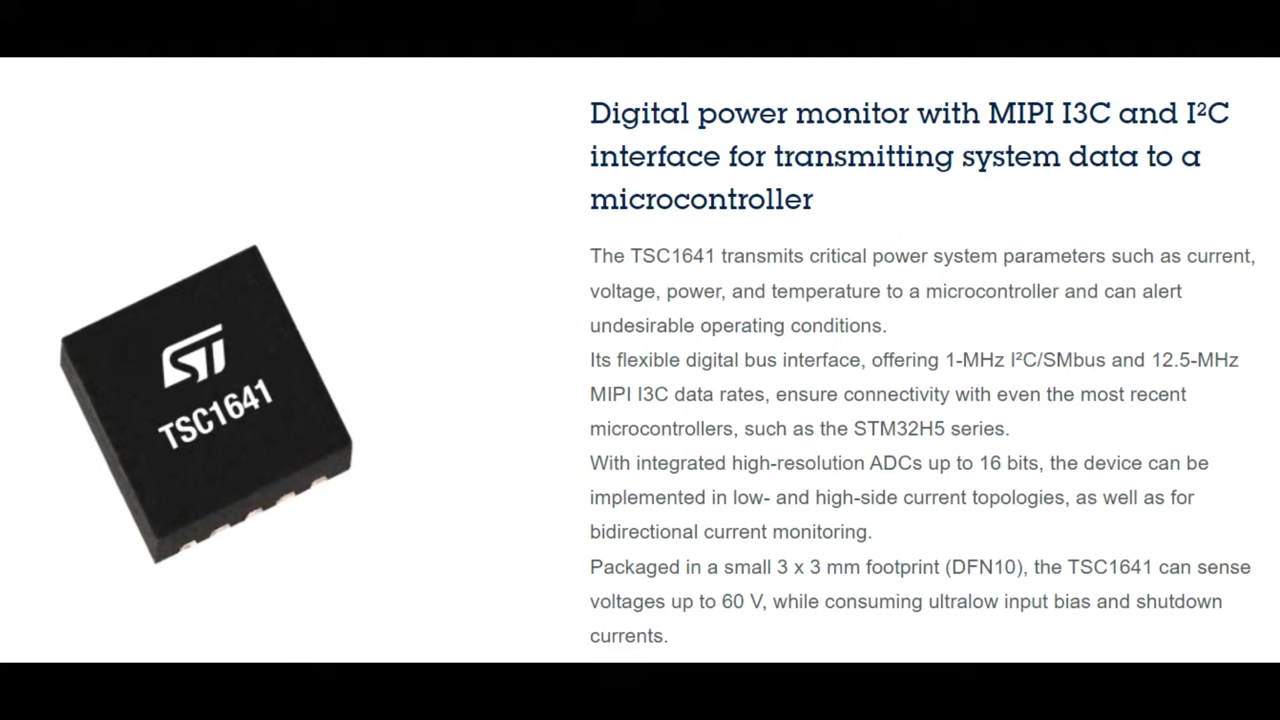 Digital power monitor with MIPI I3C and I²C
interface for transmitting system data to a
microcontroller
The TSC1641 transmits critical power system parameters such as current,
voltage, power, and temperature to a microcontroller and can alert
undesirable operating conditions.
Its flexible digital bus interface, offering 1-MHz I²C/SMbus and 12.5-MHz
MIPI I3C data rates, ensure connectivity with even the most recent
microcontrollers, such as the STM32H5 series.
With integrated high-resolution ADCs up to 16 bits, the device can be
implemented in low- and high-side current topologies, as well as for
bidirectional current monitoring.
Packaged in a small 3 x 3 mm footprint (DFN10), the TSC1641 can sense
voltages up to 60 V, while consuming ultralow input bias and shutdown
currents.
ST
TSC1641